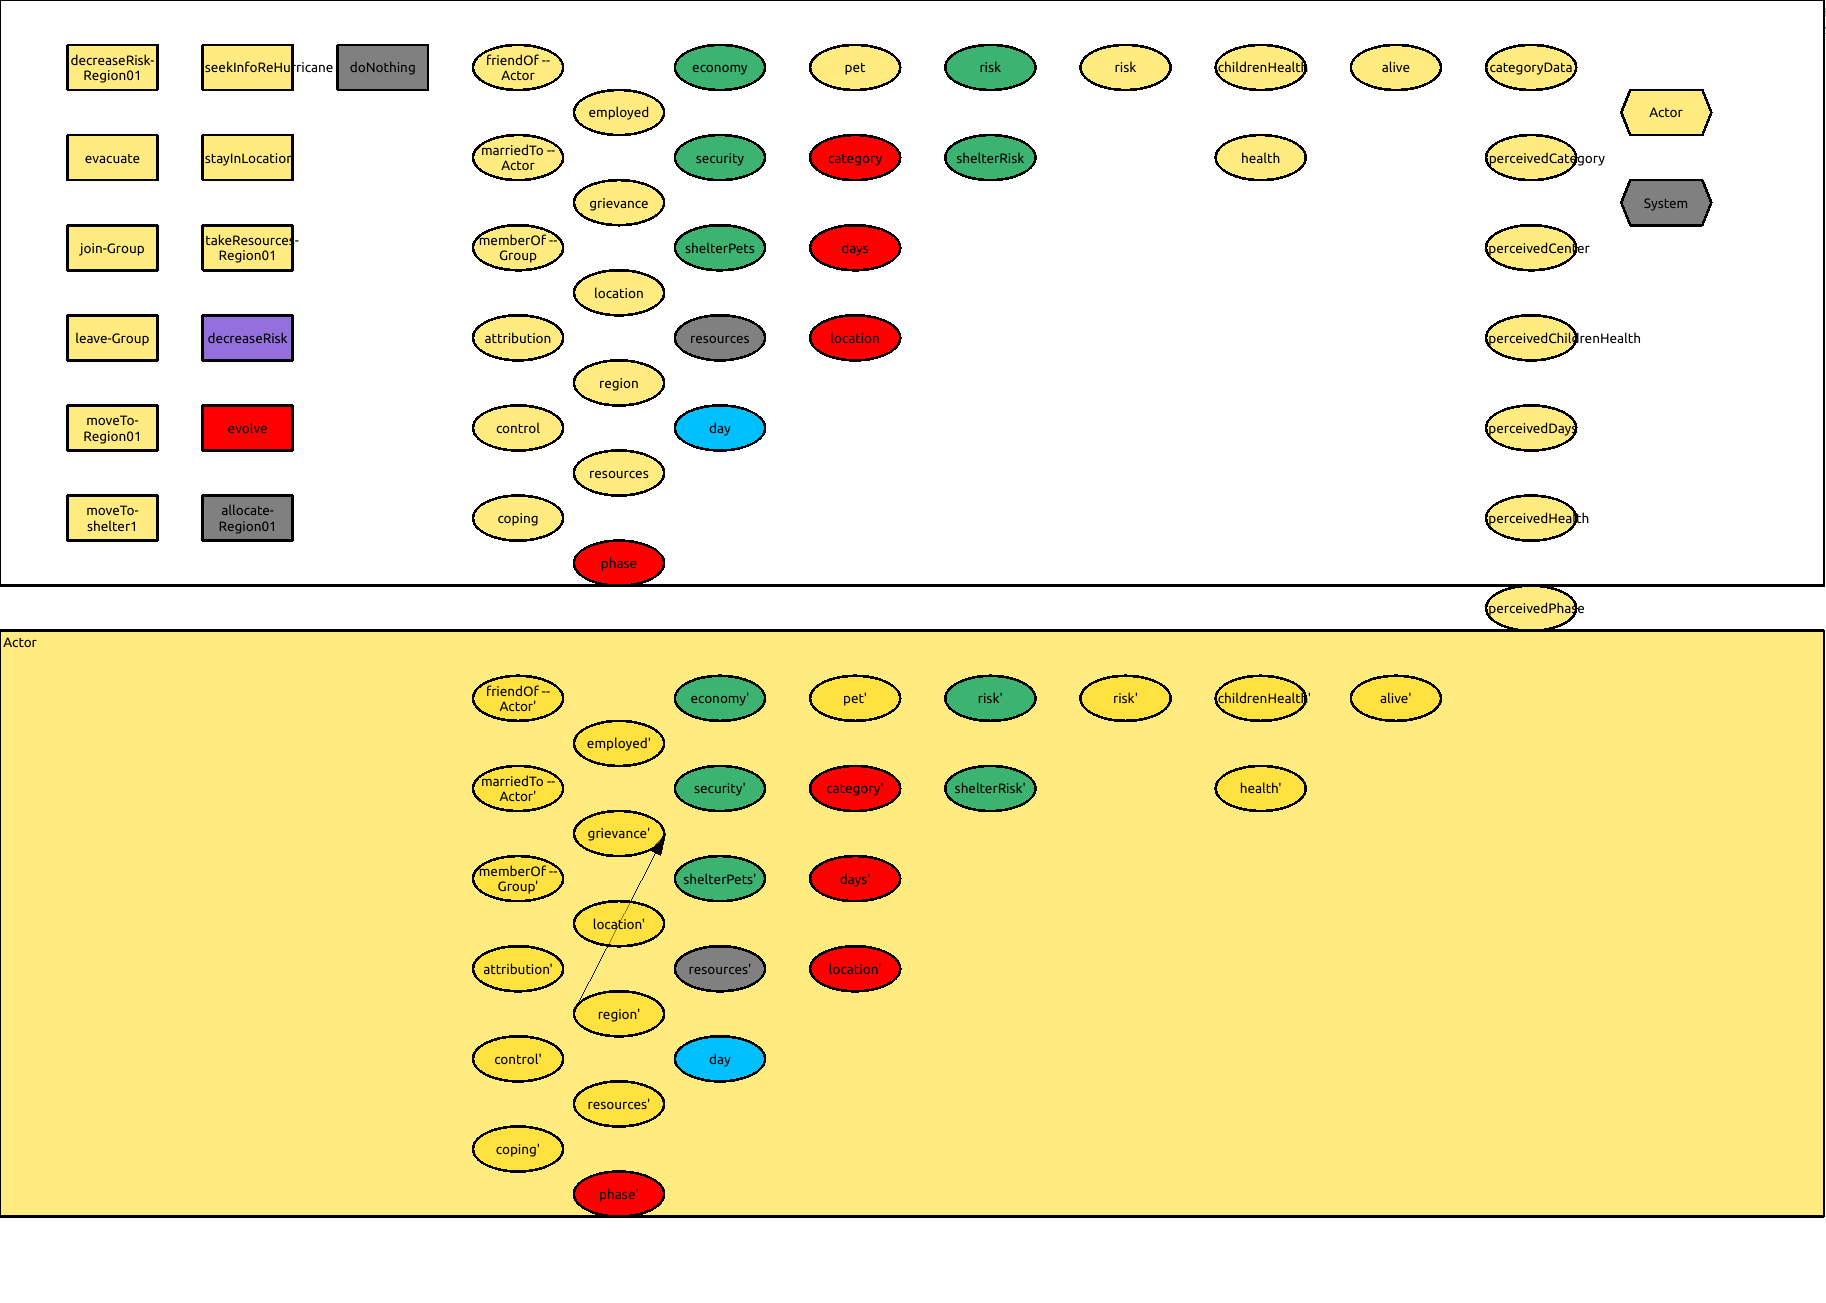 decreaseRisk-
Region01
seekInfoReHurricane
doNothing
friendOf --
Actor
economy
pet
risk
risk
childrenHealth
alive
categoryData
employed
Actor
evacuate
stayInLocation
marriedTo --
Actor
security
category
shelterRisk
health
perceivedCategory
grievance
System
join-Group
takeResources-
Region01
memberOf --
Group
shelterPets
days
perceivedCenter
location
leave-Group
decreaseRisk
attribution
resources
location
perceivedChildrenHealth
region
moveTo-
Region01
evolve
control
day
perceivedDays
resources
moveTo-
shelter1
allocate-
Region01
coping
perceivedHealth
phase
perceivedPhase
Actor
friendOf --
Actor'
economy'
pet'
risk'
risk'
childrenHealth'
alive'
employed'
marriedTo --
Actor'
security'
category'
shelterRisk'
health'
grievance'
memberOf --
Group'
shelterPets'
days'
location'
attribution'
resources'
location'
region'
control'
day
resources'
coping'
phase'